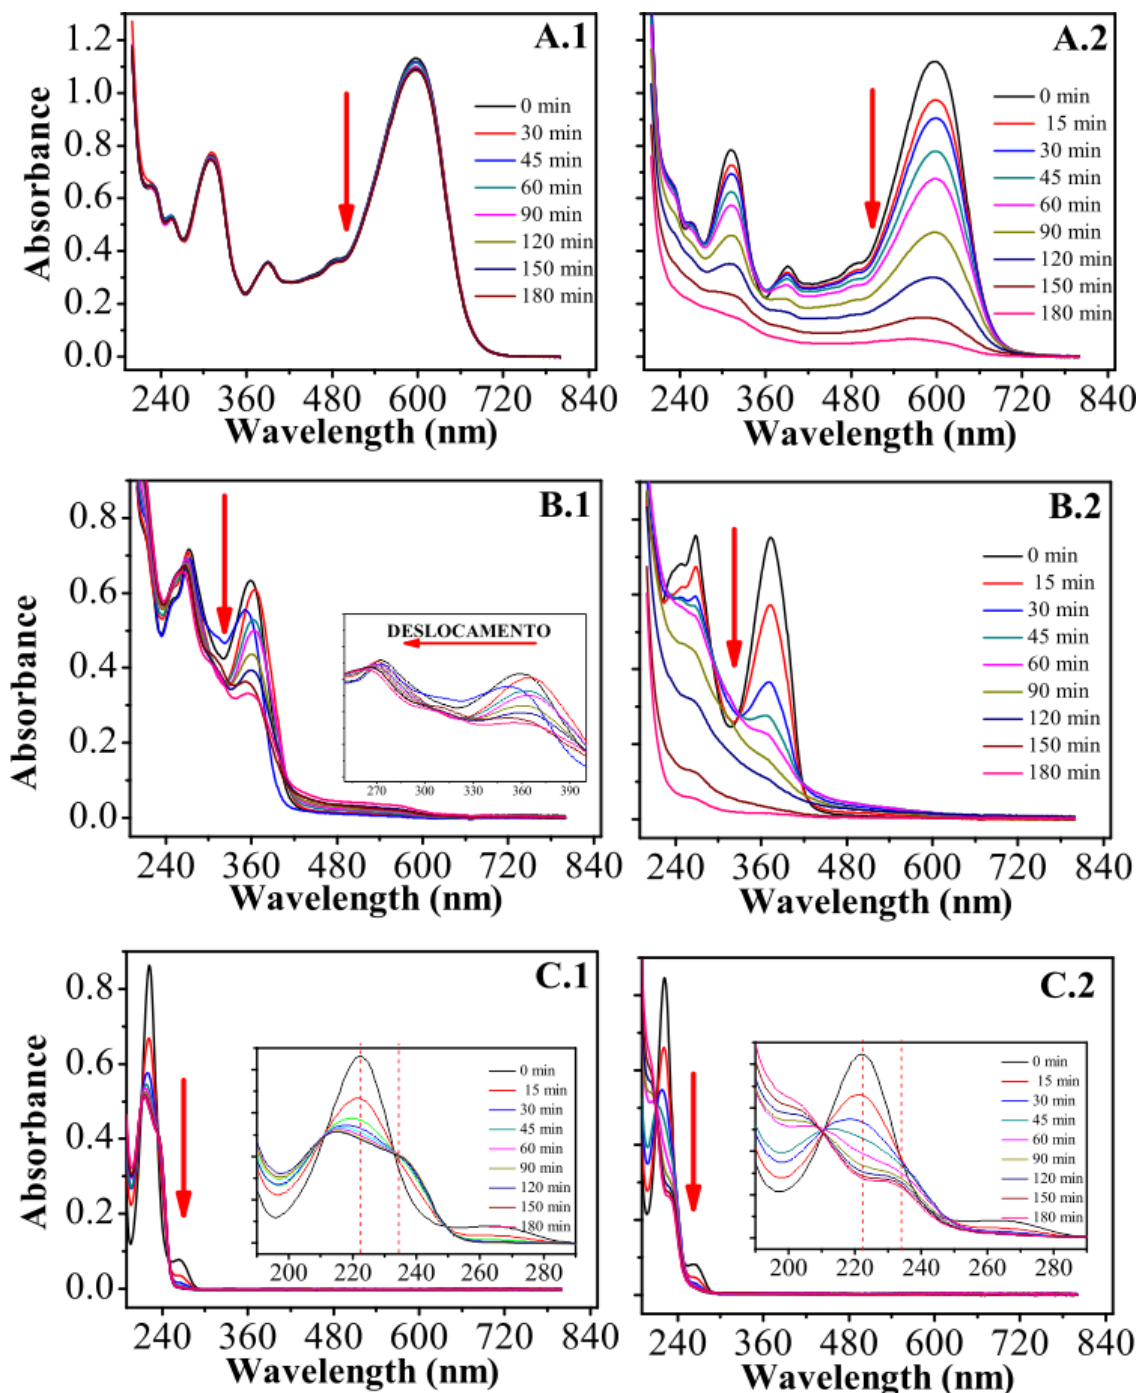 A.1
1.2
1.0
0.8
0.6
0.4
0.2
0.0
Absorbance
0 min
30 min
45 min
60 min
90 min
120 min
150 min
180 min
240 360 480 600 720 840
Wavelength (nm)
A.2
0 min
15 min
30 min
45 min
60 min
90 min
120 min
150 min
180 min
240 360 480 600 720 840
Wavelength (nm)
B.1
0.8
0.6
0.4
0.2
0.0
Absorbance
DESLOCAMENTO
270 300 330 360 390
240 360 480 600 720 840
Wavelength (nm)
B.2
0 min
15 min
30 min
45 min
60 min
90 min
120 min
150 min
180 min
240 360 480 600 720 840
Wavelength (nm)
C.1
0.8
0.6
0.4
0.2
0.0
Absorbance
0 min
15 min
30 min
45 min
60 min
90 min
120 min
150 min
180 min
200 220 240 260 280
240 360 480 600 720 840
Wavelength (nm)
C.2
0 min
15 min
30 min
45 min
60 min
90 min
120 min
150 min
180 min
200 220 240 260 280
240 360 480 600 720 840
Wavelength (nm)